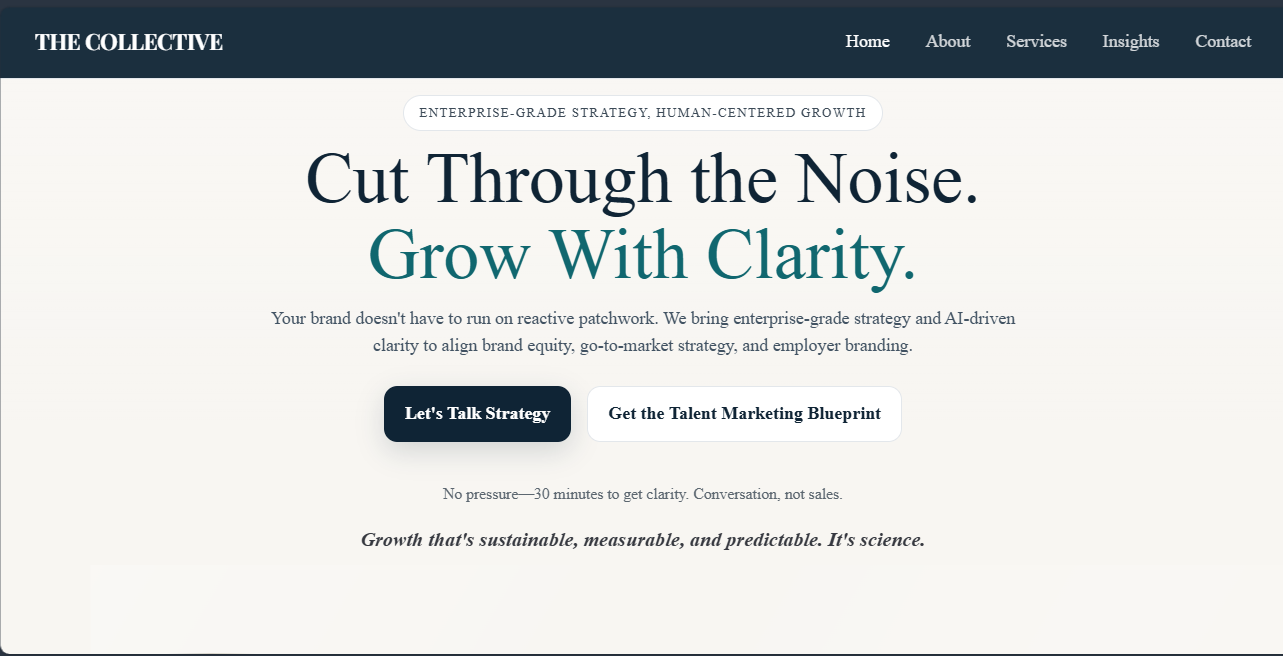 THE COLLECTIVE
Home About Services Insights Contact
ENTERPRISE-GRADE STRATEGY, HUMAN-CENTERED GROWTH
Cut Through the Noise.
Grow With Clarity.
Your brand doesn't have to run on reactive patchwork. We bring enterprise-grade strategy and AI-driven
clarity to align brand equity, go-to-market strategy, and employer branding.
Let's Talk Strategy
Get the Talent Marketing Blueprint
No pressure—30 minutes to get clarity. Conversation, not sales.
Growth that's sustainable, measurable, and predictable. It's science.